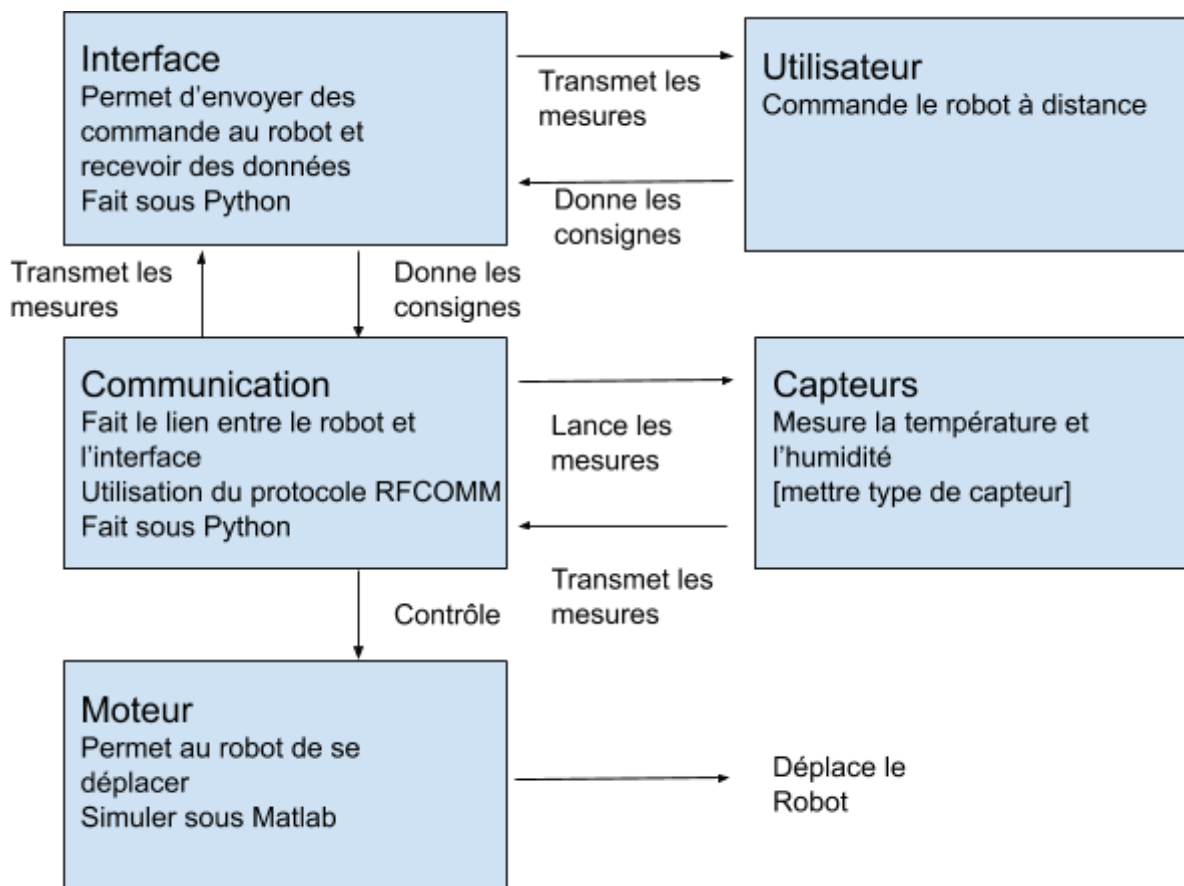 Interface
Permet d'envoyer des
commande au robot et
recevoir des données
Fait sous Python
Transmet les
mesures
Donne les
consignes
Utilisateur
Commande le robot à distance
Transmet les
mesures
Donne les
consignes
Communication
Fait le lien entre le robot et
l'interface
Utilisation du protocole RFCOMM
Fait sous Python
Lance les
mesures
Transmet les
mesures
Capteurs
Mesure la température et
l'humidité
[mettre type de capteur]
Contrôle
Moteur
Permet au robot de se
déplacer
Simuler sous Matlab
Déplace le
Robot